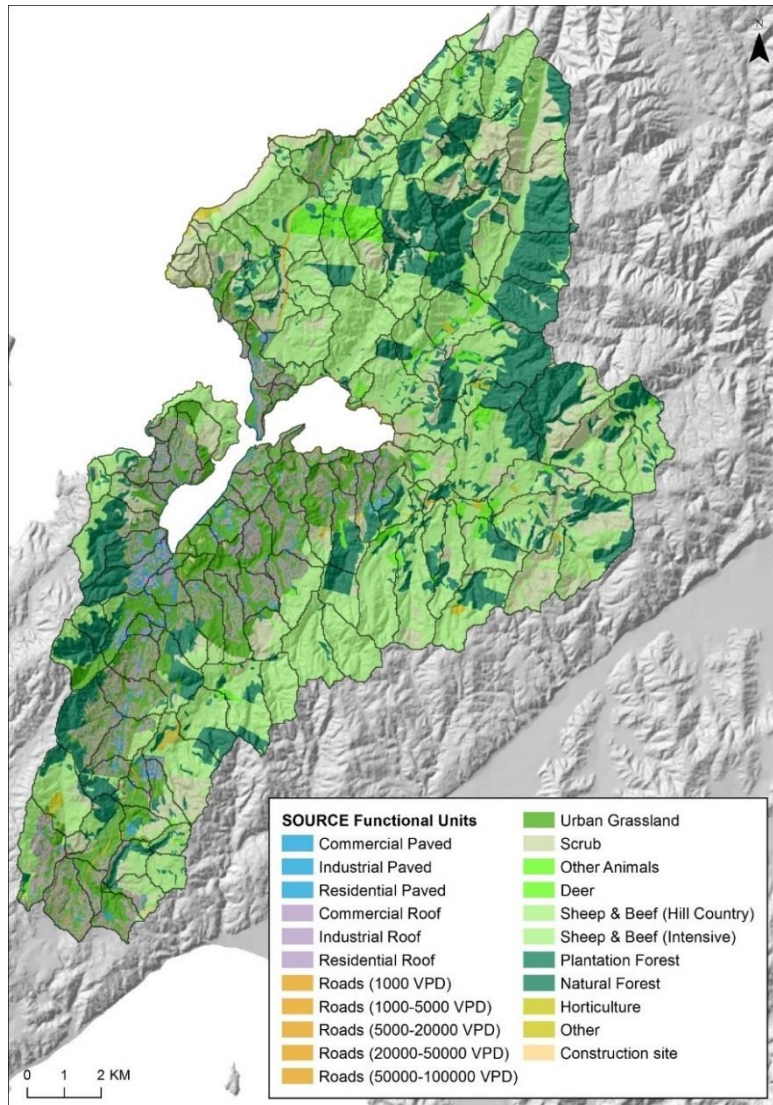 N
SOURCE Functional Units
Commercial Paved
Industrial Paved
Residential Paved
Commercial Roof
Industrial Roof
Residential Roof
Roads (1000 VPD)
Roads (1000-5000 VPD)
Roads (5000-20000 VPD)
Roads (20000-50000 VPD)
Roads (50000-100000 VPD)
Urban Grassland
Scrub
Other Animals
Deer
Sheep & Beef (Hill Country)
Sheep & Beef (Intensive)
Plantation Forest
Natural Forest
Horticulture
Other
Construction site
0 1 2 KM